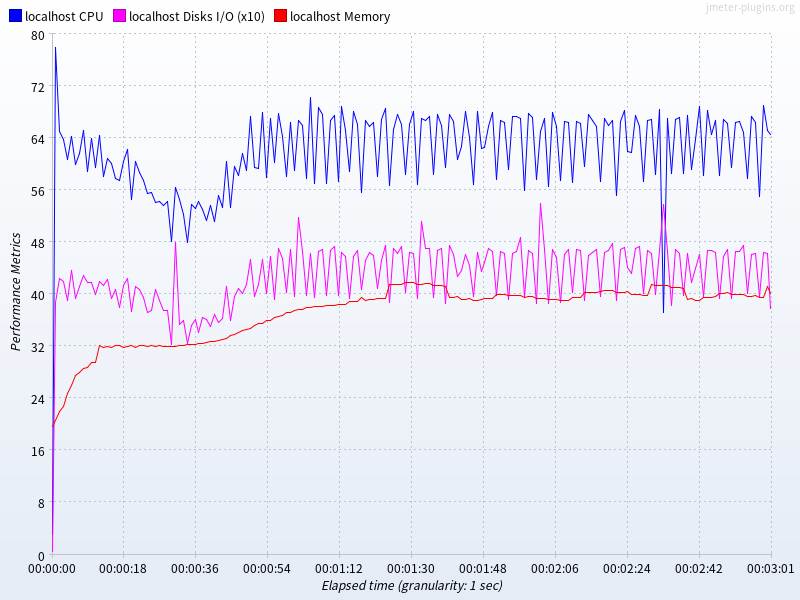 jmeter-plugins.org
localhost CPU localhost Disks I/O (x10) localhost Memory
80
72
64
56
48
40
32
24
16
8
0
Performance Metrics
00:00:00 00:00:18 00:00:36 00:00:54 00:01:12 00:01:30 00:01:48 00:02:06 00:02:24 00:02:42 00:03:01
Elapsed time (granularity: 1 sec)